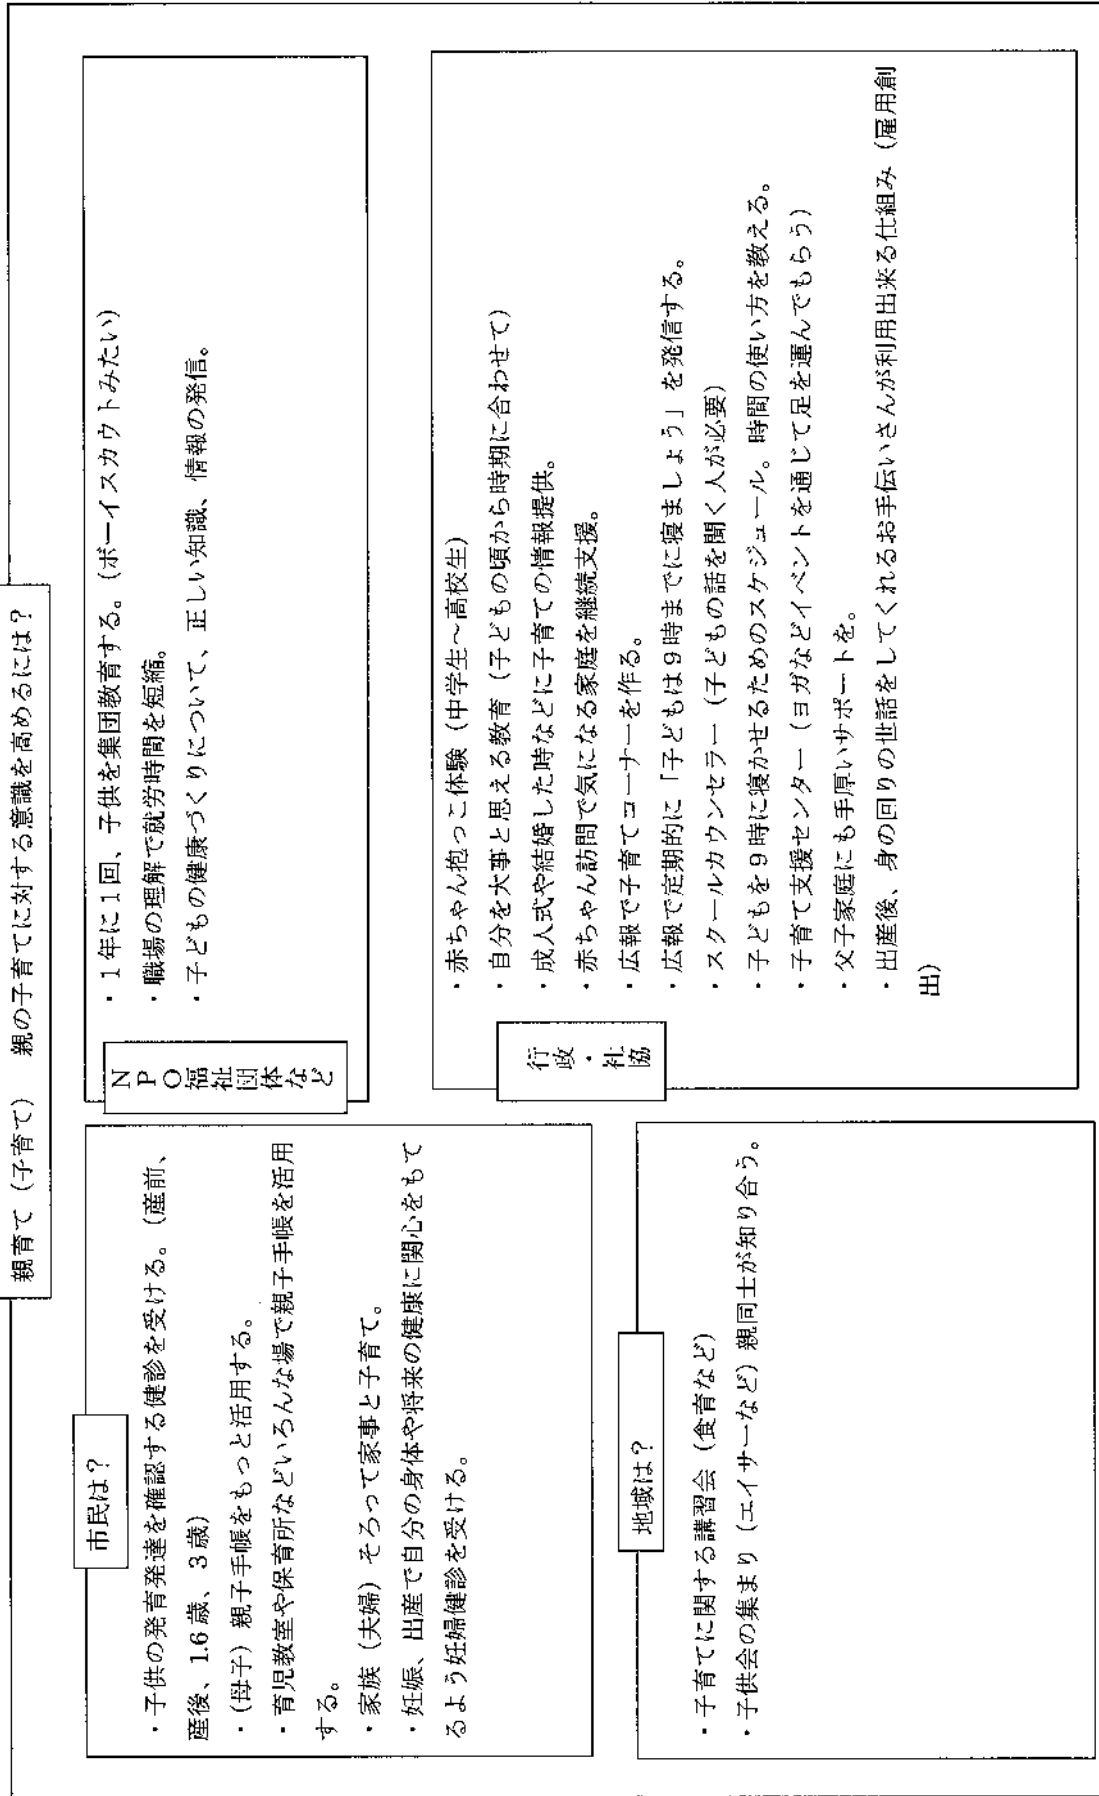 親育て（子育て）　親の子育てに対する意識を高めるには？
市民は？
・子供の発育発達を確認する健診を受ける。（産前、
産後、1.6歳、3歳）
・（母子）親子手帳をもっと活用する。
・育児教室や保育所などいろんな場で親子手帳を活用
する。
・家族（夫婦）そろって家事と子育て。
・妊娠、出産で自分の身体や将来の健康に関心をもて
るよう妊婦健診を受ける。
地域は？
・子育てに関する講習会（食育など）
・子供会の集まり（エイサーなど）親同士が知り合う。
ＮＰＯ福祉団体など
・１年に１回、子供を集団教育する。（ボーイスカウトみたい）
・職場の理解で就労時間を短縮。
・子どもの健康づくりについて、正しい知識、情報の発信。
行政・社協
・赤ちゃん抱っこ体験（中学生～高校生）
・自分を大事と思える教育（子どもの頃から時期に合わせて）
・成人式や結婚した時などに子育ての情報提供。
・赤ちゃん訪問で気になる家庭を継続支援。
・広報で子育てコーナーを作る。
・広報で定期的に「子どもは９時までに寝ましょう」を発信する。
・スクールカウンセラー（子どもの話を聞く人が必要）
・子どもを９時に寝かせるためのスケジュール。時間の使い方を教える。
・子育て支援センター（ヨガなどイベントを通じて足を運んでもらう）
・父子家庭にも手厚いサポートを。
・出産後、身の回りの世話をしてくれるお手伝いさんが利用出来る仕組み（雇用創
出）